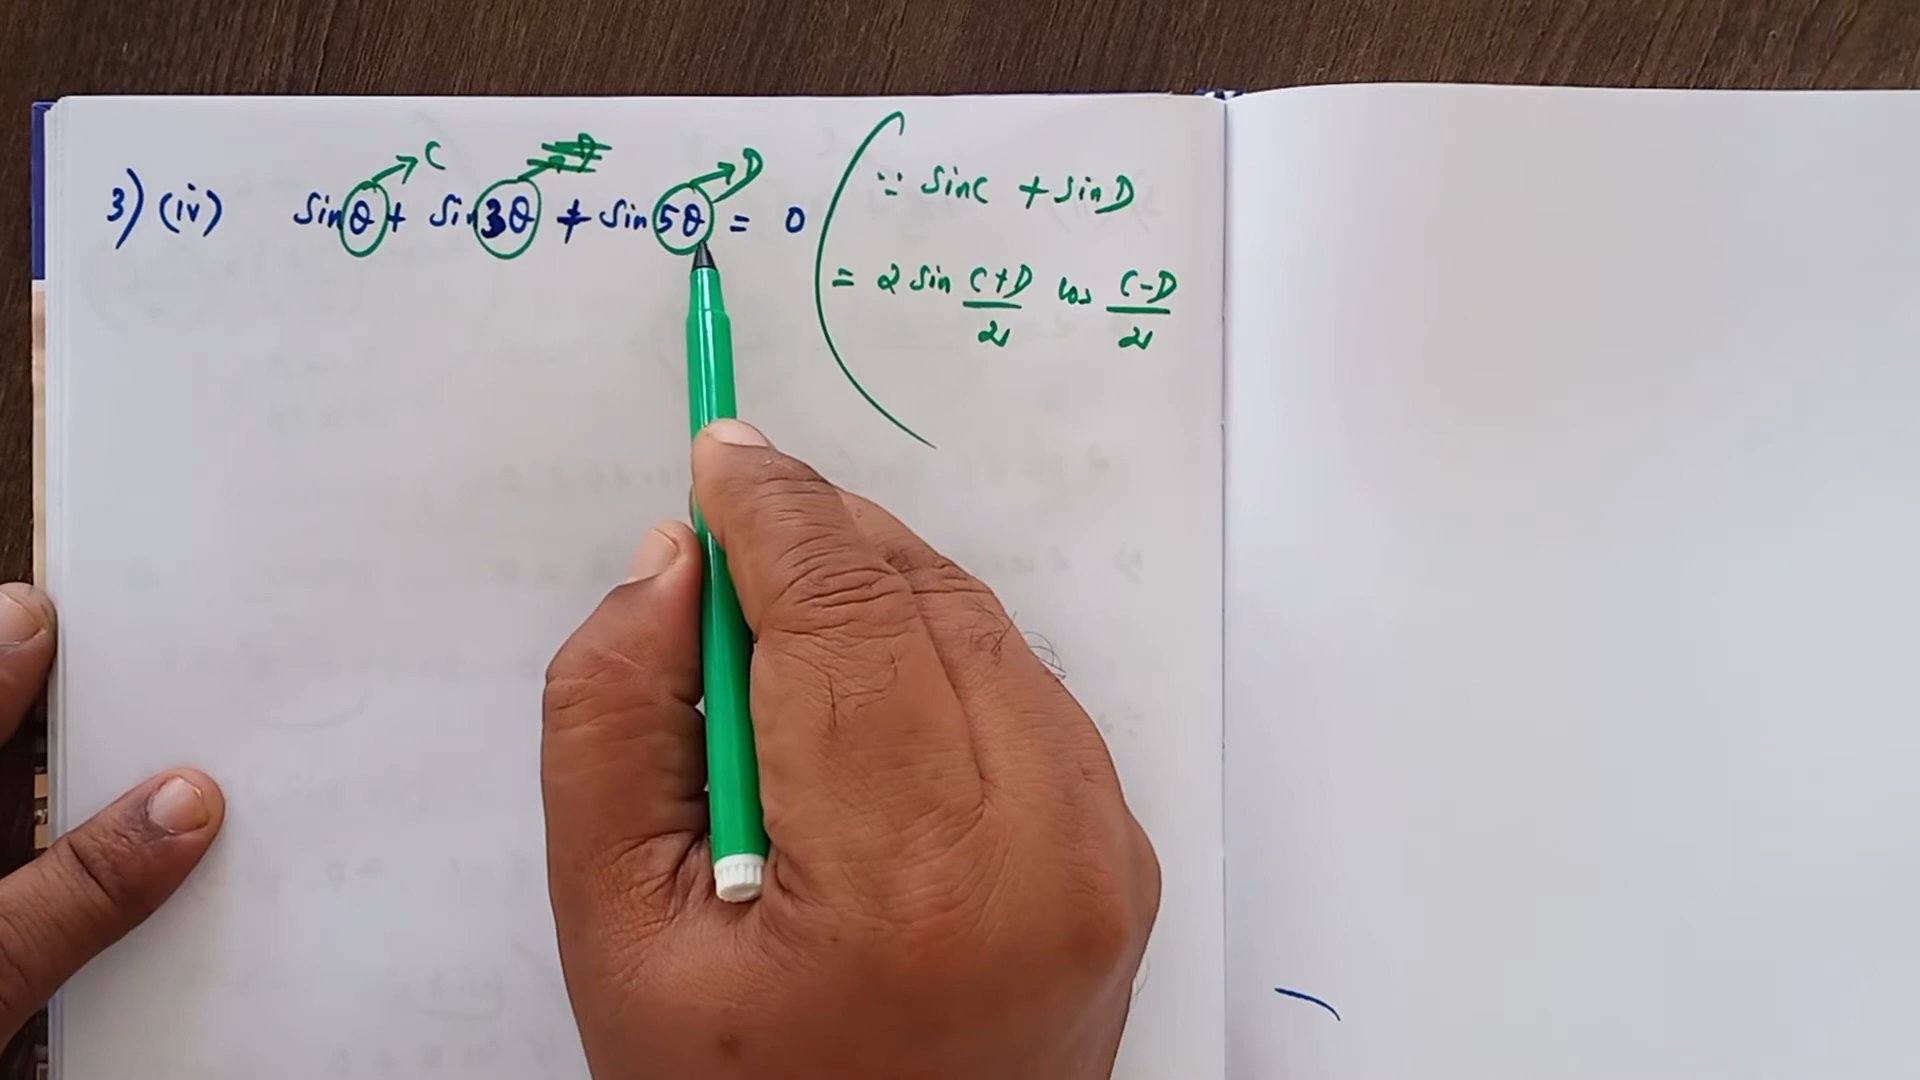 3) (iv) sinθ + sin3θ + sin5θ = 0
C
D
∵ sinC + sinD
= 2 sin C+D/2 cos C-D/2